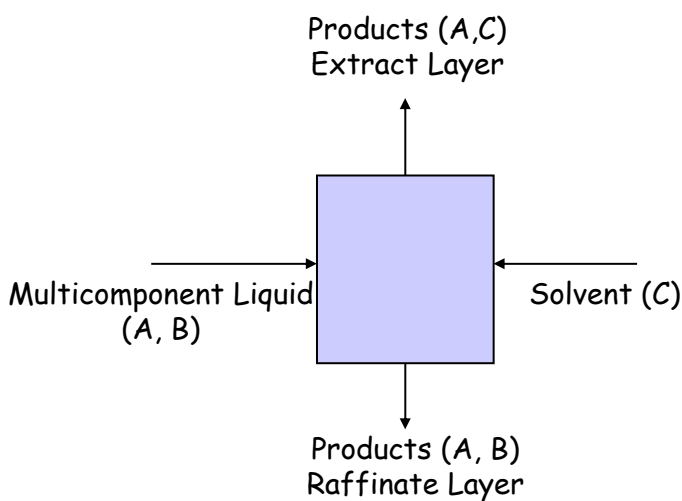 Products (A,C)
Extract Layer
Multicomponent Liquid
(A, B)
Solvent (C)
Products (A, B)
Raffinate Layer